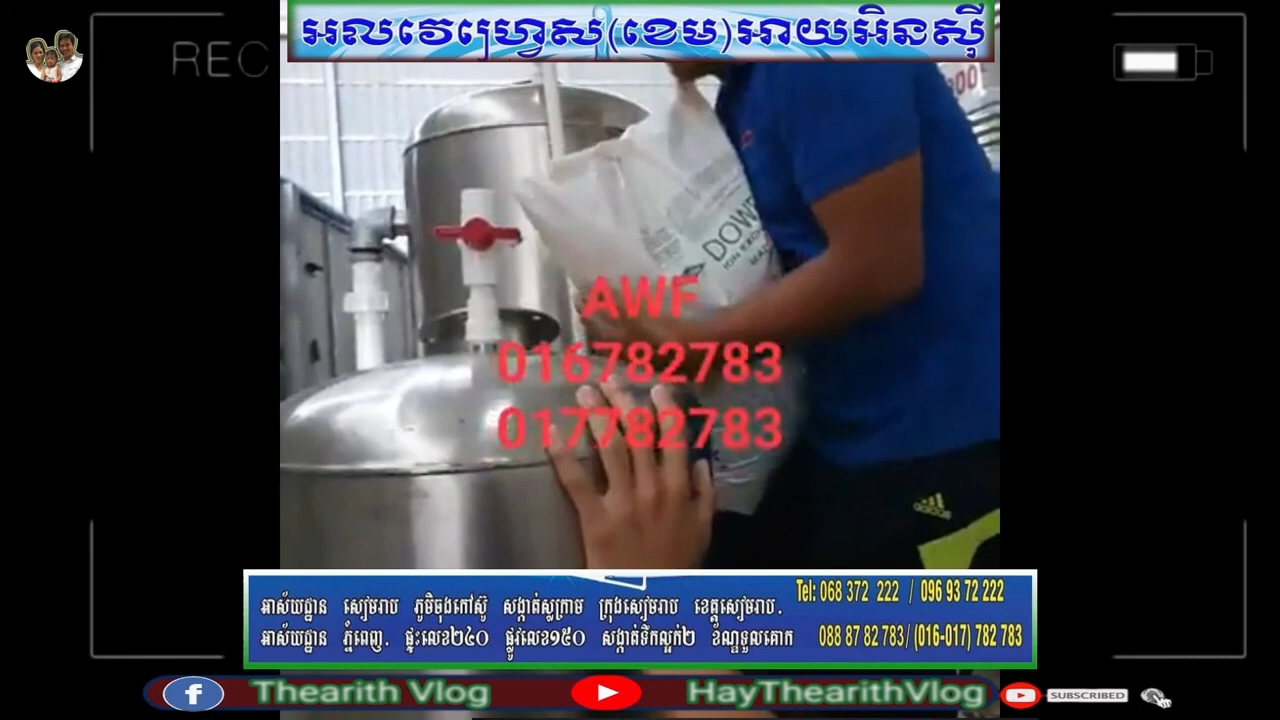 អលវេហ្វេស(ខេម)អាយអិនស៊ី
REC
DOW
AWF
016782783
017782783
adidas
អាស័យដ្ឋាន សៀមរាប ភូមិចុងកៅស៊ូ សង្កាត់ស្លក្រាម ក្រុងសៀមរាប ខេត្តសៀមរាប.
Tel: 068 372 222 / 096 93 72 222
អាស័យដ្ឋាន ភ្នំពេញ. ផ្ទះលេខ២៤០ ផ្លូវលេខ១៥០ សង្កាត់ទឹកល្អក់២ ខ័ណ្ឌទួលគោក
088 87 82 783/ (016-017) 782 783
Thearith Vlog
HayThearithVlog
SUBSCRIBED